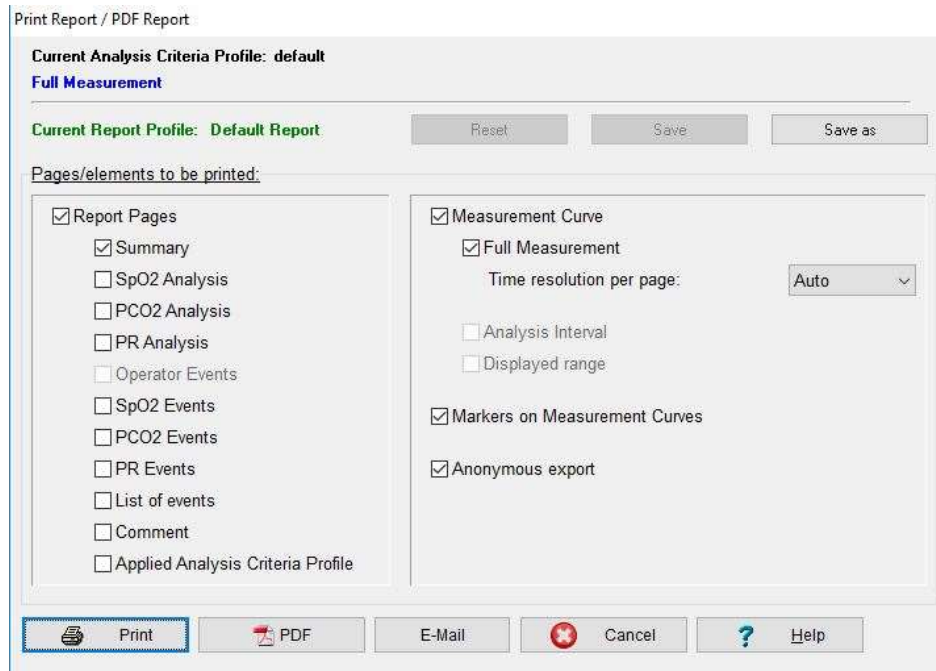 Print Report / PDF Report
Current Analysis Criteria Profile: default
Full Measurement
Current Report Profile: Default Report
Reset
Save
Save as
Pages/elements to be printed:
Report Pages
Summary
SpO2 Analysis
PCO2 Analysis
PR Analysis
Operator Events
SpO2 Events
PCO2 Events
PR Events
List of events
Comment
Applied Analysis Criteria Profile
Measurement Curve
Full Measurement
Time resolution per page: Auto
Analysis Interval
Displayed range
Markers on Measurement Curves
Anonymous export
Print
PDF
E-Mail
Cancel
Help